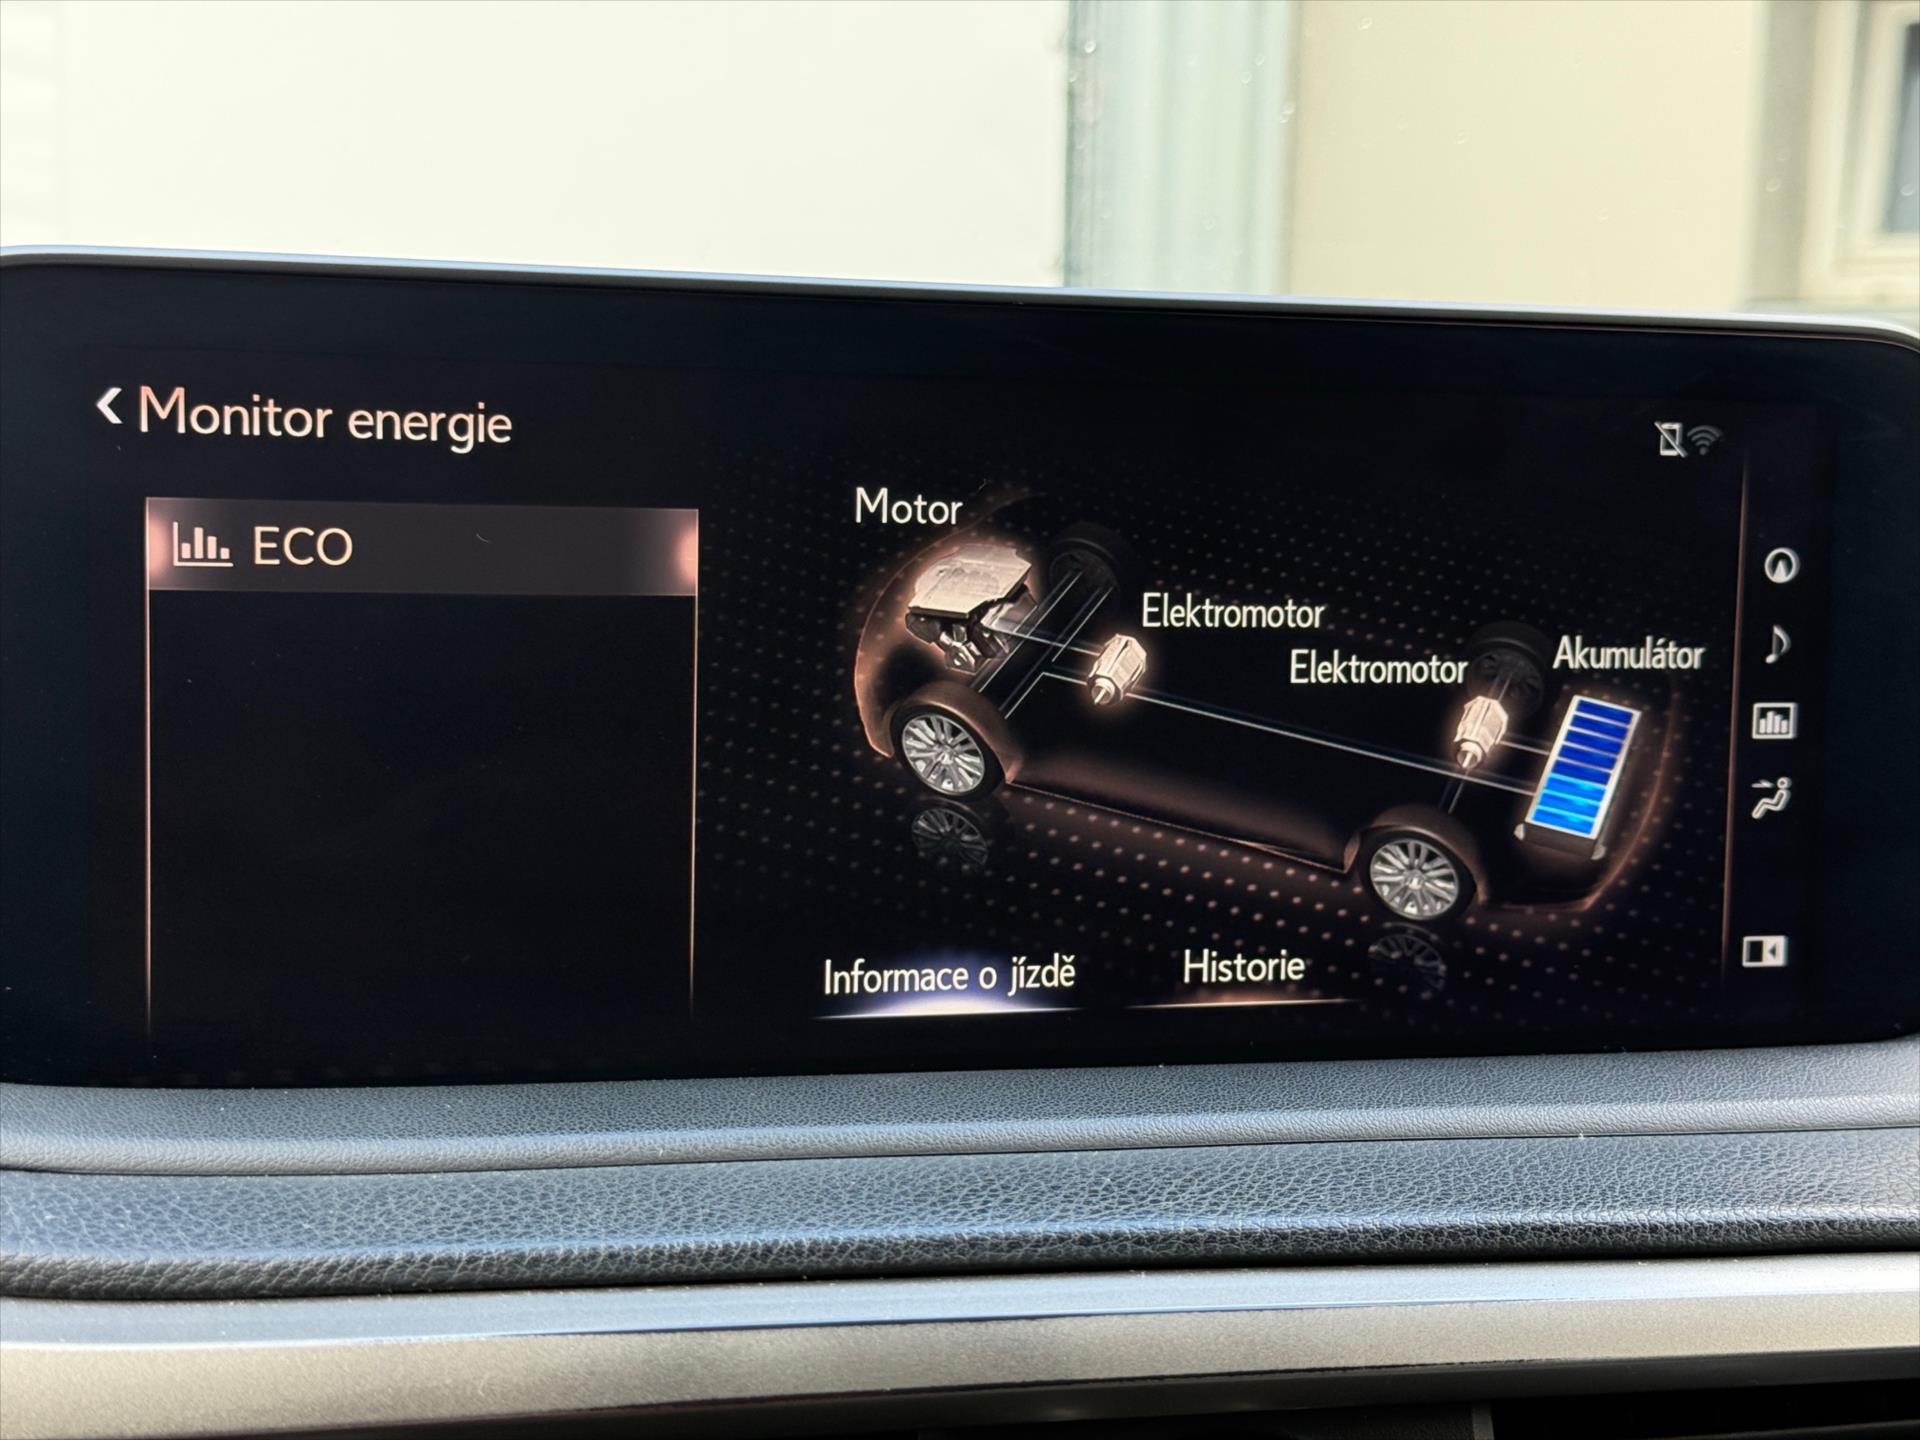 Monitor energie
ECO
Motor
Elektromotor
Elektromotor
Akumulátor
Informace o jízdě
Historie